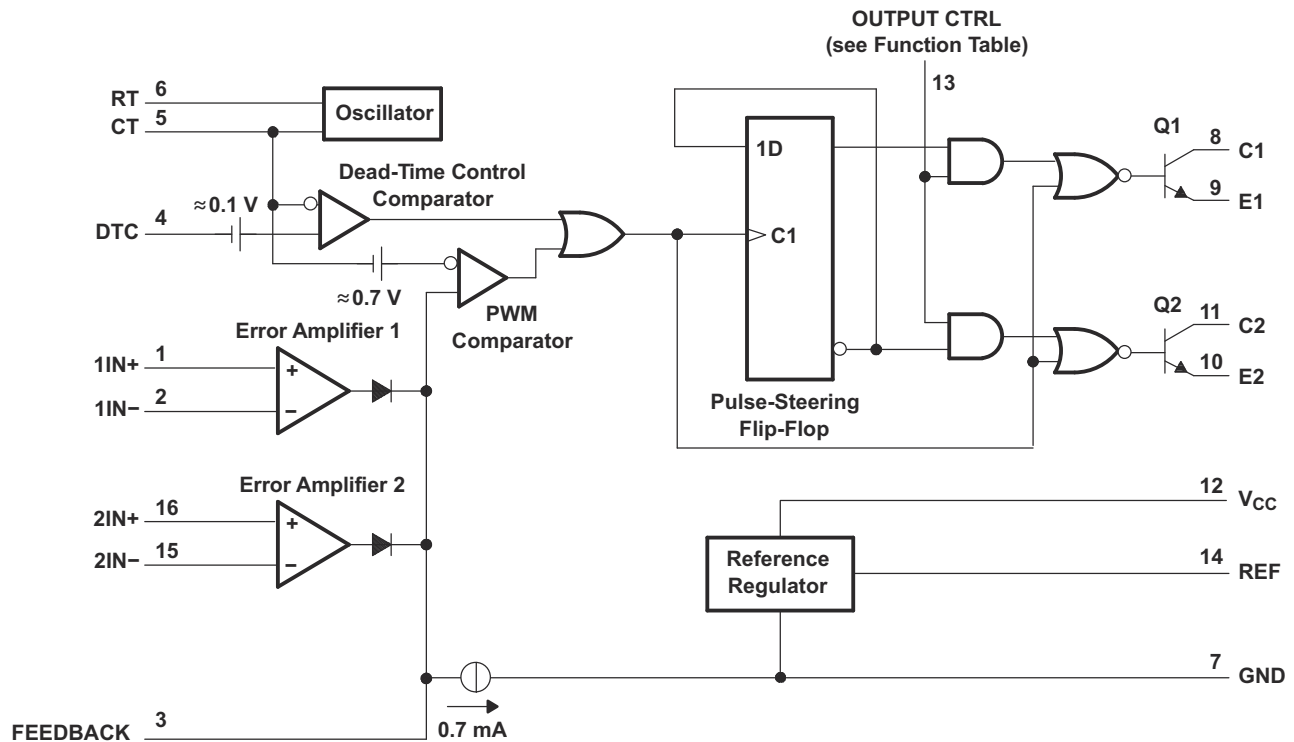 OUTPUT CTRL
(see Function Table)
13
RT 6
CT 5
Oscillator
Dead-Time Control
Comparator
≈ 0.1 V
DTC 4
≈ 0.7 V
PWM
Comparator
1D
C1
Pulse-Steering
Flip-Flop
Q1
8 C1
9 E1
Q2
11 C2
10 E2
Error Amplifier 1
1IN+ 1
+
1IN− 2
−
Error Amplifier 2
2IN+ 16
+
2IN− 15
−
12 VCC
Reference
Regulator
14 REF
7 GND
0.7 mA
FEEDBACK 3